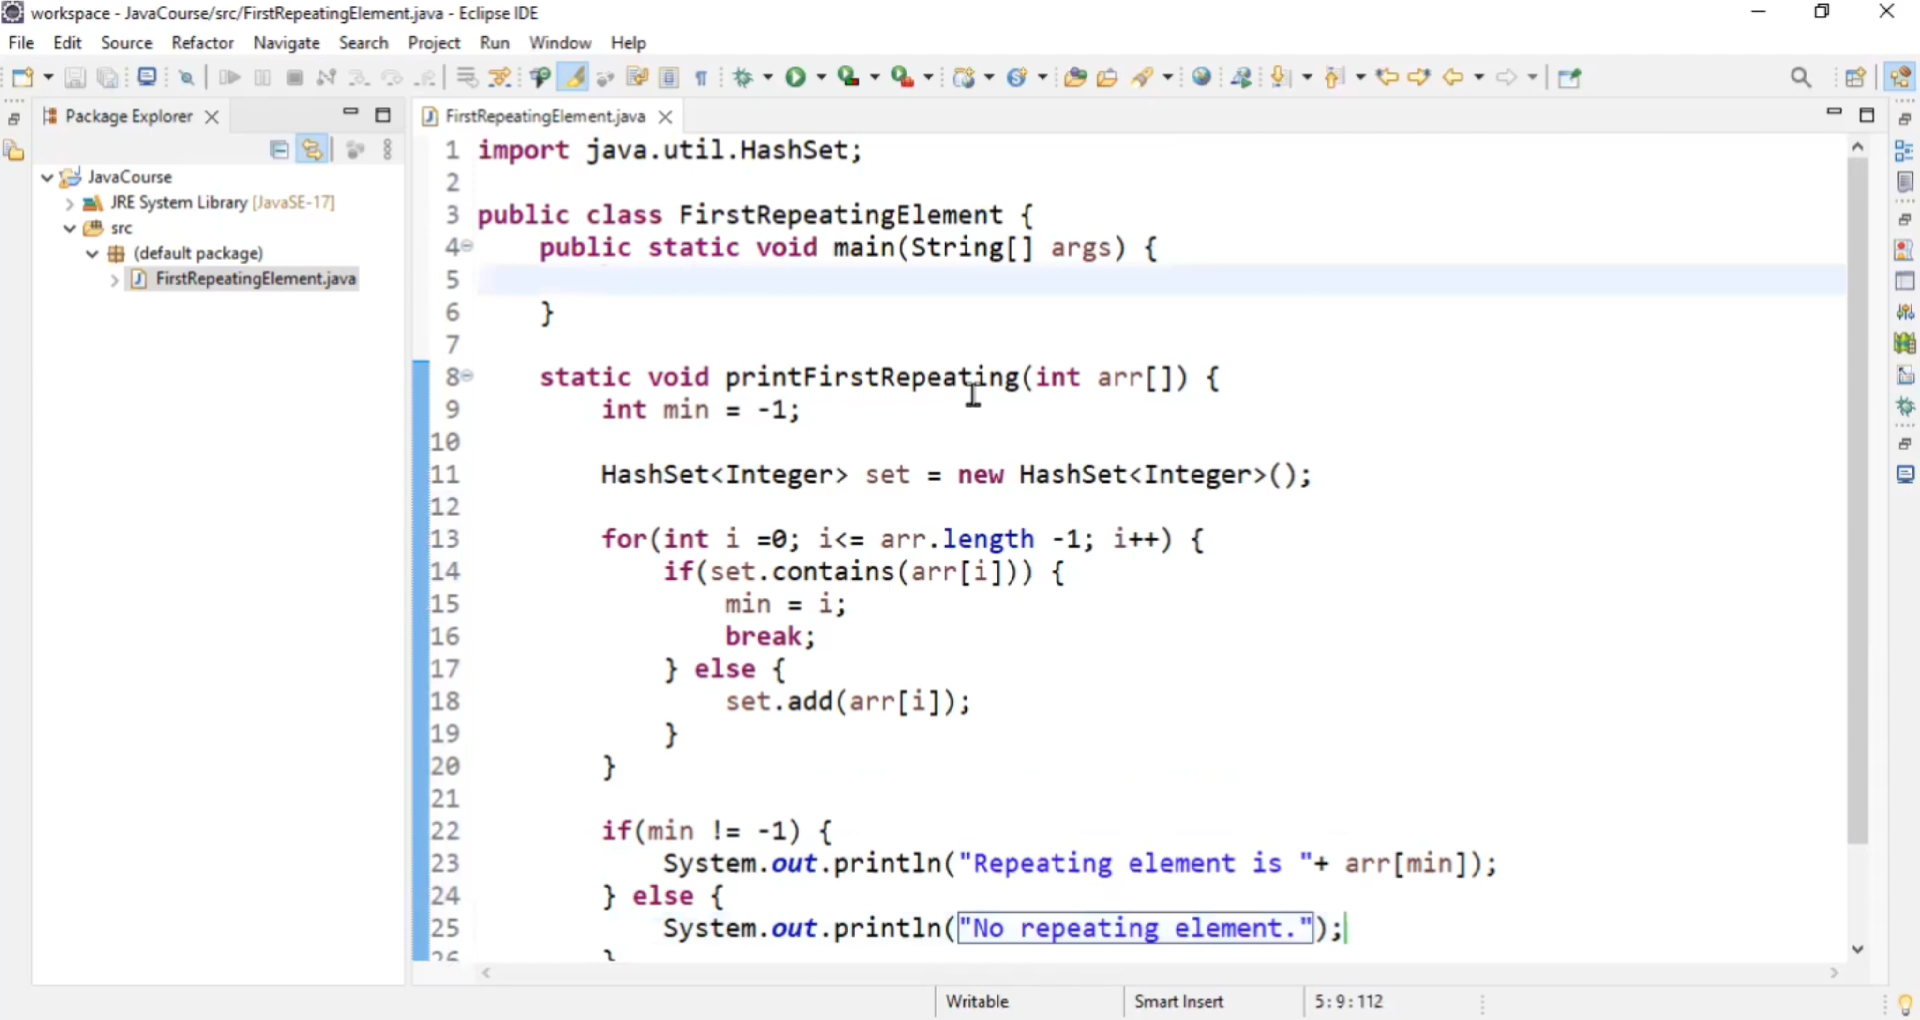 workspace - JavaCourse/src/FirstRepeatingElement.java - Eclipse IDE
File Edit Source Refactor Navigate Search Project Run Window Help
Package Explorer
FirstRepeatingElement.java
JavaCourse
JRE System Library [JavaSE-17]
src
(default package)
FirstRepeatingElement.java
1 import java.util.HashSet;
2
3 public class FirstRepeatingElement {
4 public static void main(String[] args) {
5
6 }
7
8 static void printFirstRepeating(int arr[]) {
9 int min = -1;
10
11 HashSet<Integer> set = new HashSet<Integer>();
12
13 for(int i =0; i<= arr.length -1; i++) {
14 if(set.contains(arr[i])) {
15 min = i;
16 break;
17 } else {
18 set.add(arr[i]);
19 }
20 }
21
22 if(min != -1) {
23 System.out.println("Repeating element is "+ arr[min]);
24 } else {
25 System.out.println("No repeating element.");
26 }
Writable Smart Insert 5:9:112